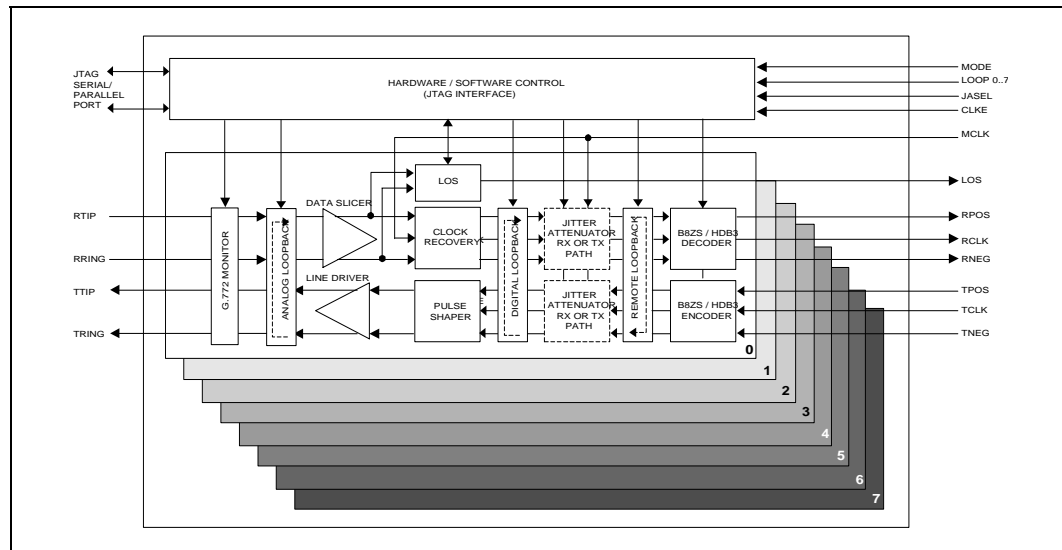 JTAG
SERIAL/
PARALLEL
PORT
HARDWARE / SOFTWARE CONTROL
(JTAG INTERFACE)
MODE
LOOP 0..7
JASEL
CLKE
MCLK
LOS
LOS
RTIP
RRING
TTIP
TRING
G.772 MONITOR
ANALOG LOOPBACK
DATA SLICER
LINE DRIVER
CLOCK
RECOVERY
PULSE
SHAPER
DIGITAL LOOPBACK
JITTER
ATTENUATOR
RX OR TX
PATH
JITTER
ATTENUATOR
RX OR TX
PATH
REMOTE LOOPBACK
B8ZS / HDB3
DECODER
B8ZS / HDB3
ENCODER
RPOS
RCLK
RNEG
TPOS
TCLK
TNEG
0
1
2
3
4
5
6
7